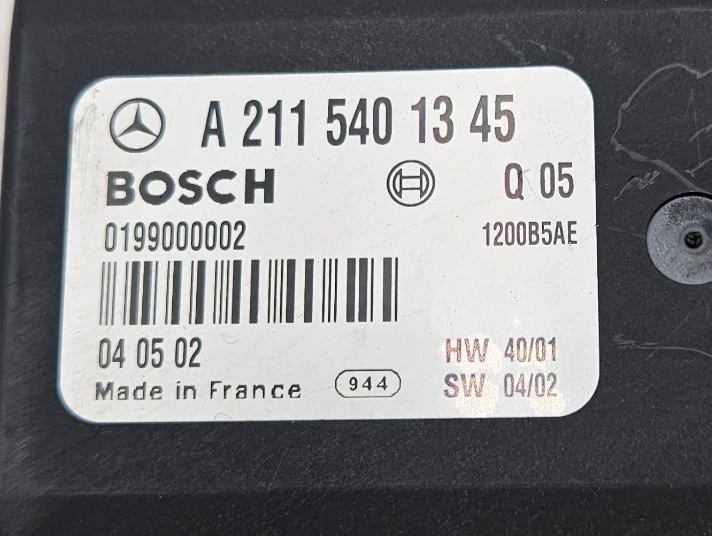 A 211 540 13 45
BOSCH Q 05
0199000002 1200B5AE
04 05 02 HW 40/01
Made in France 944 SW 04/02